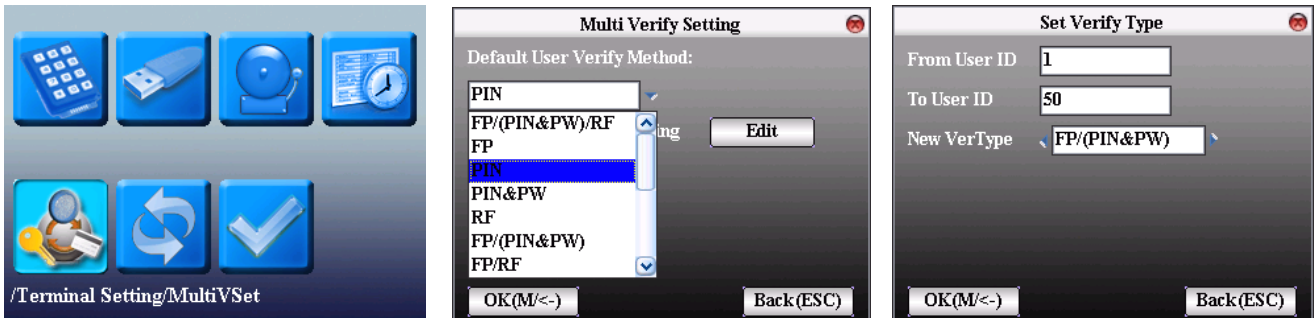 /Terminal Setting/MultiVSet
Multi Verify Setting
Default User Verify Method:
PIN
FP/(PIN&PW)/RF
ing
Edit
FP
PIN
PIN&PW
RF
FP/(PIN&PW)
FP/RF
OK(M/<-)
Back(ESC)
Set Verify Type
From User ID 1
To User ID 50
New VerType FP/(PIN&PW)
OK(M/<-)
Back(ESC)